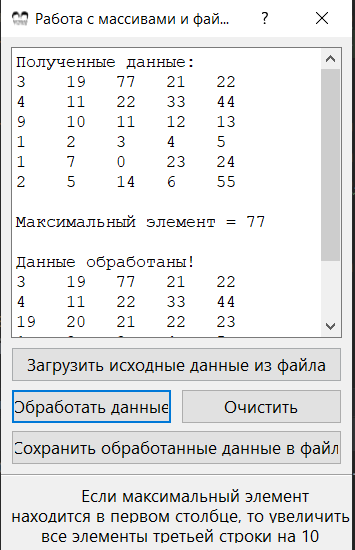 Работа с массивами и фай...
Полученные данные:
3 19 77 21 22
4 11 22 33 44
9 10 11 12 13
1 2 3 4 5
1 7 0 23 24
2 5 14 6 55
Максимальный элемент = 77
Данные обработаны!
3 19 77 21 22
4 11 22 33 44
19 20 21 22 23
Загрузить исходные данные из файла
Обработать данные
Очистить
Сохранить обработанные данные в файл
Если максимальный элемент
находится в первом столбце, то увеличить
все элементы третьей строки на 10